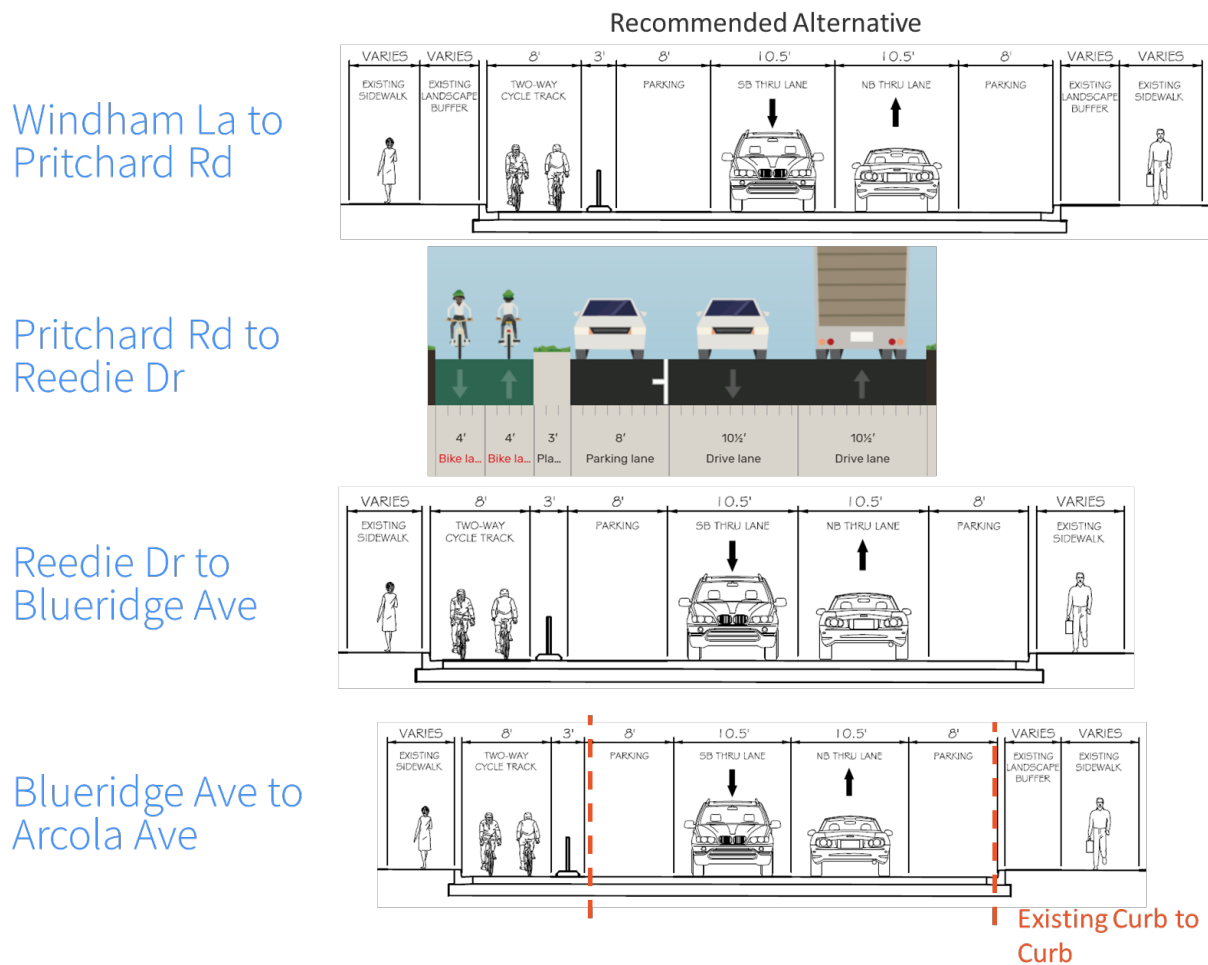 Recommended Alternative
Windham La to
Pritchard Rd
VARIES VARIES 8' 3' 8' 10.5' 10.5' 8' VARIES VARIES
EXISTING SIDEWALK
EXISTING LANDSCAPE BUFFER
TWO-WAY CYCLE TRACK
PARKING
SB THRU LANE
NB THRU LANE
PARKING
EXISTING LANDSCAPE BUFFER
EXISTING SIDEWALK
Pritchard Rd to
Reedie Dr
4' 4' 3' 8' 10½' 10½'
Bike la... Bike la... Pla... Parking lane Drive lane Drive lane
Reedie Dr to
Blueridge Ave
VARIES 8' 3' 8' 10.5' 10.5' 8' VARIES
EXISTING SIDEWALK
TWO-WAY CYCLE TRACK
PARKING
SB THRU LANE
NB THRU LANE
PARKING
EXISTING SIDEWALK
Blueridge Ave to
Arcola Ave
VARIES 8' 3' 8' 10.5' 10.5' 8' VARIES VARIES
EXISTING SIDEWALK
TWO-WAY CYCLE TRACK
PARKING
SB THRU LANE
NB THRU LANE
PARKING
EXISTING LANDSCAPE BUFFER
EXISTING SIDEWALK
Existing Curb to
Curb